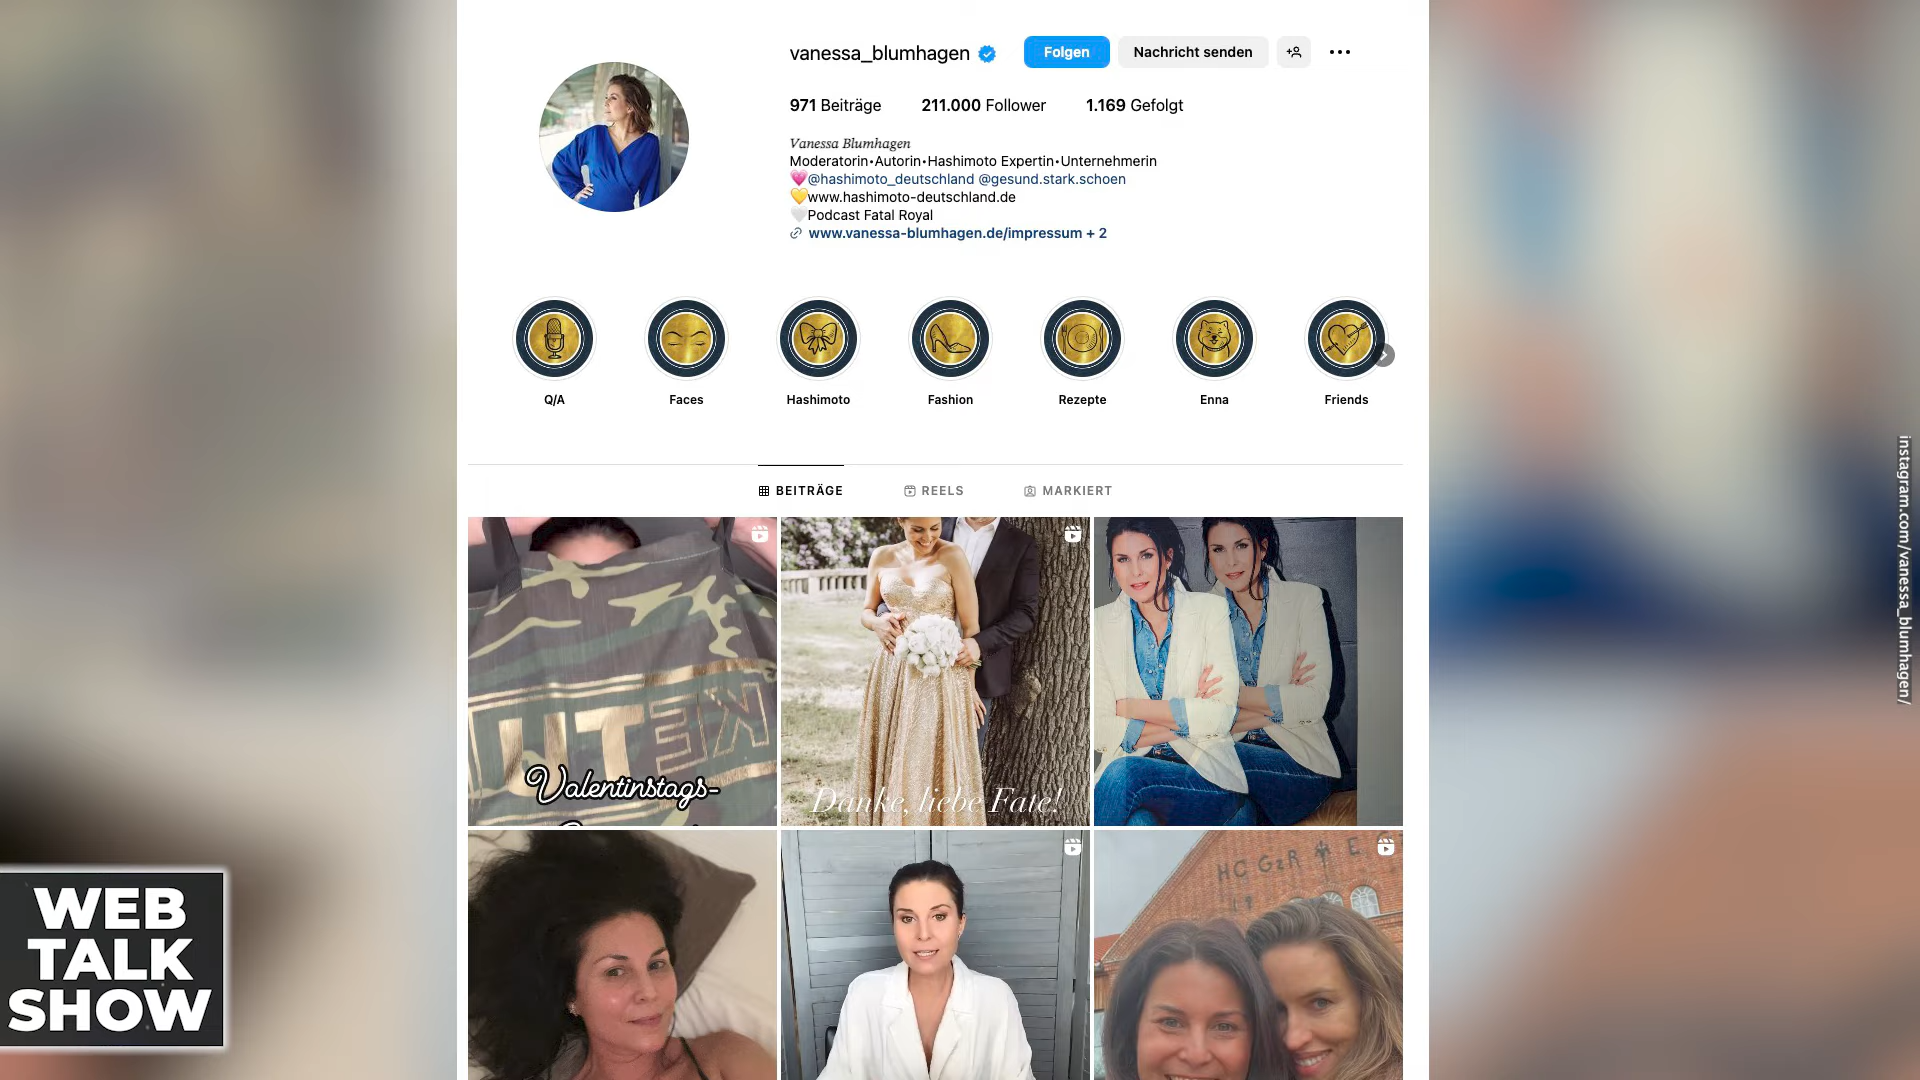 vanessa_blumhagen
Folgen
Nachricht senden
971 Beiträge
211.000 Follower
1.169 Gefolgt
Vanessa Blumhagen
Moderatorin•Autorin•Hashimoto Expertin•Unternehmerin
@hashimoto_deutschland @gesund.stark.schoen
www.hashimoto-deutschland.de
Podcast Fatal Royal
www.vanessa-blumhagen.de/impressum + 2
Q/A
Faces
Hashimoto
Fashion
Rezepte
Enna
Friends
BEITRÄGE
REELS
MARKIERT
Valentinstags-
Danke, liebe Fate!
HC G2R
E
WEB
TALK
SHOW
instagram.com/vanessa_blumhagen/